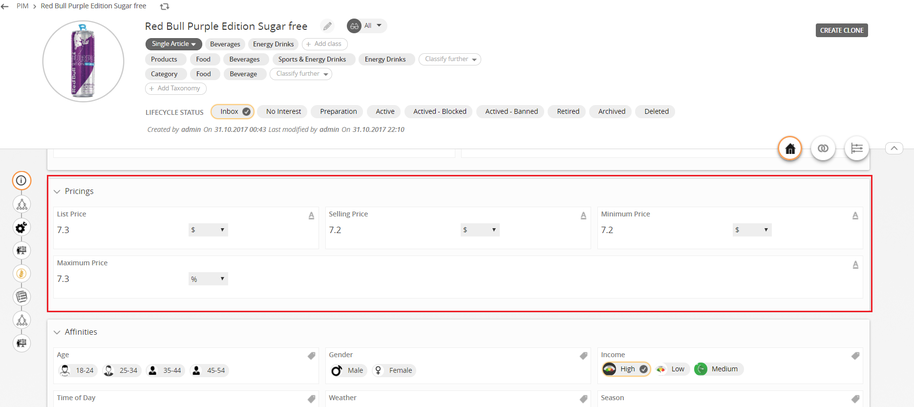 PIM > Red Bull Purple Edition Sugar free
Red Bull Purple Edition Sugar free All
CREATE CLONE
Single Article Beverages Energy Drinks + Add class
Products Food Beverages Sports & Energy Drinks Energy Drinks Classify further
Category Food Beverage Classify further
+ Add Taxonomy
LIFECYCLE STATUS Inbox No Interest Preparation Active Actived - Blocked Actived - Banned Retired Archived Deleted
Created by admin On 31.10.2017 00:43 Last modified by admin On 31.10.2017 22:10
Pricings
List Price Selling Price Minimum Price
7.3 $ 7.2 $ 7.2 $
Maximum Price
7.3 %
Affinities
Age Gender Income
18-24 25-34 35-44 45-54 Male Female High Low Medium
Time of Day Weather Season